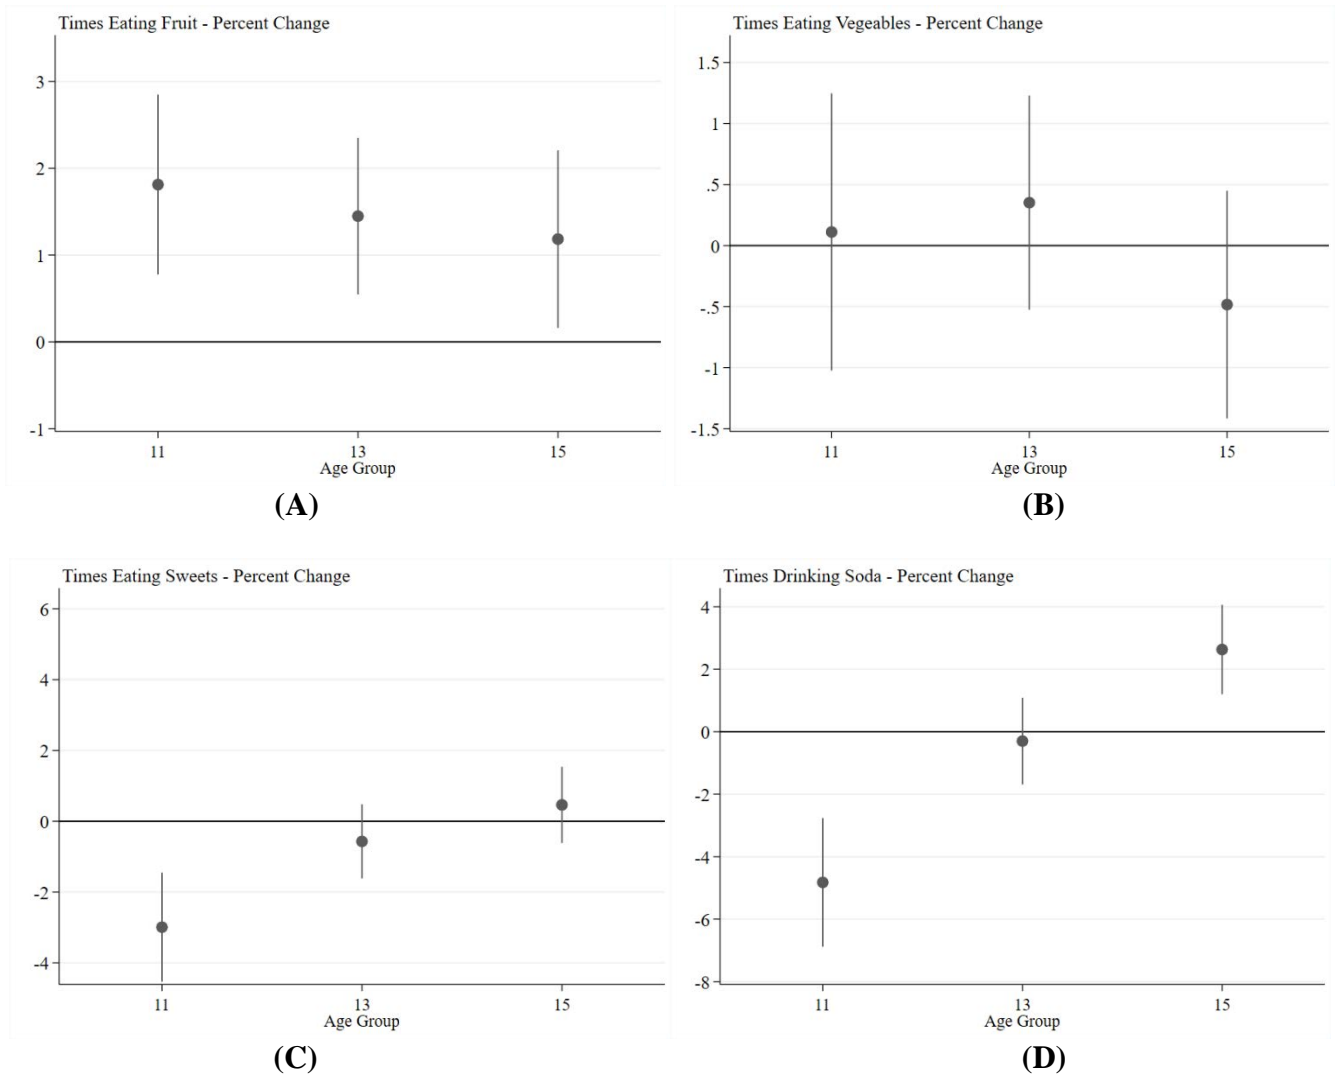 Times Eating Fruit - Percent Change
3
2
1
0
-1
11 13 15
Age Group
(A)
Times Eating Vegeables - Percent Change
1.5
1
.5
0
-.5
-1
-1.5
11 13 15
Age Group
(B)
Times Eating Sweets - Percent Change
6
4
2
0
-2
-4
11 13 15
Age Group
(C)
Times Drinking Soda - Percent Change
4
2
0
-2
-4
-6
-8
11 13 15
Age Group
(D)